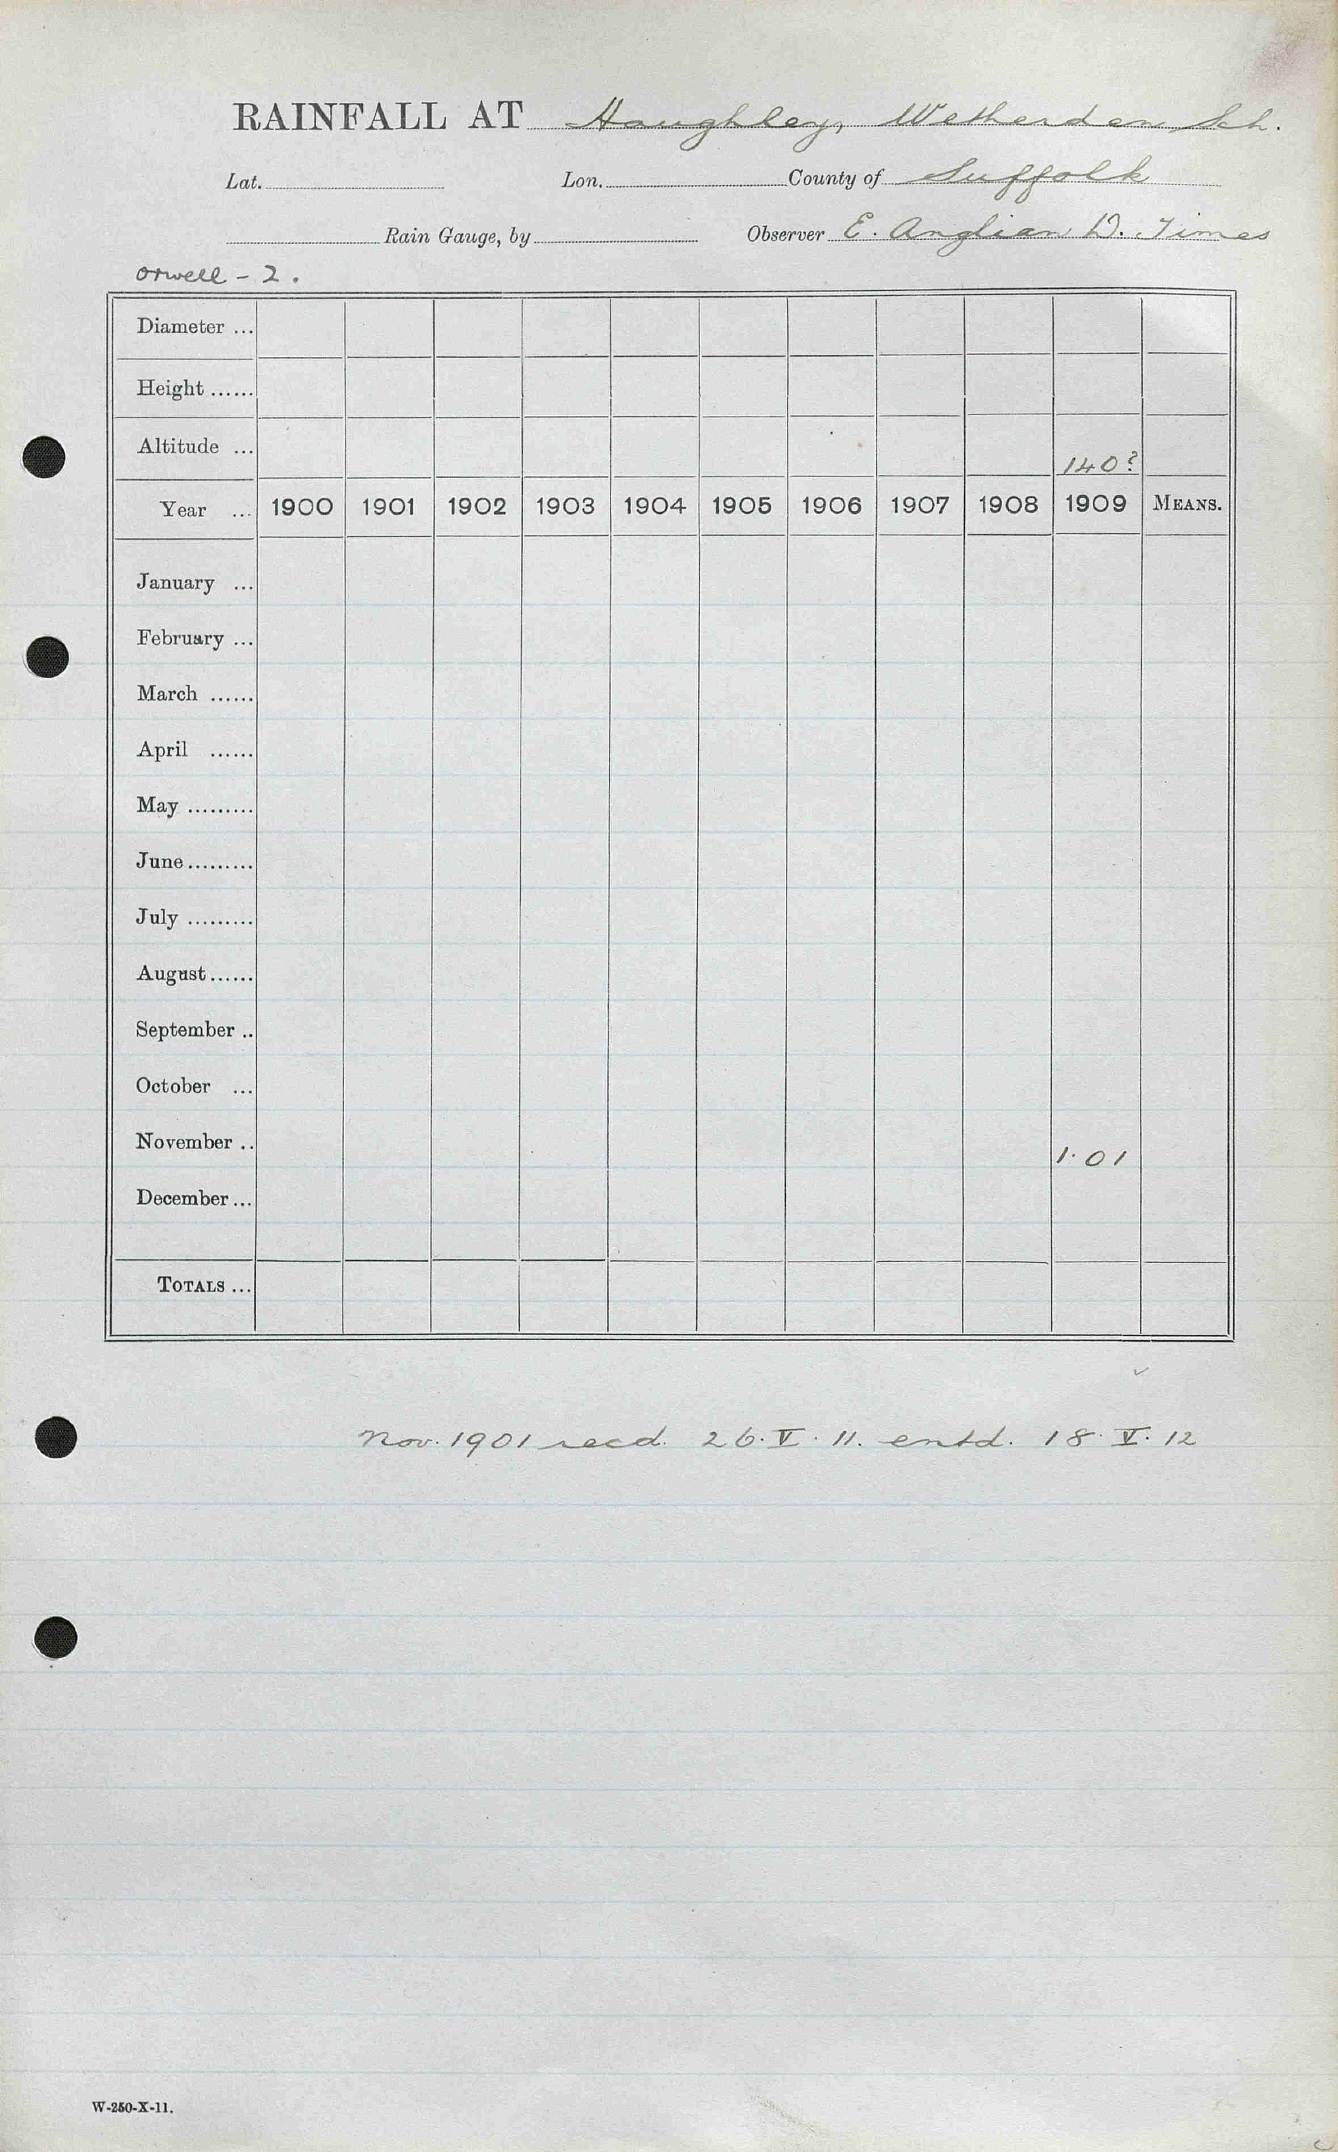 RAINFALL AT Haughley, Wetherden Sch.
Lat. Lon. County of Suffolk
Rain Gauge, by Observer E. Anglian D. Times
Orwell - 2.
Diameter ...
Height ......
Altitude ... 140?
Year ... 1900 1901 1902 1903 1904 1905 1906 1907 1908 1909 MEANS.
January ...
February ...
March ......
April ......
May .........
June .........
July .........
August ......
September ..
October ...
November .. 1.01
December ...
TOTALS ...
Nov. 1901 recd. 26.V.11. entd. 18.V.12
W-250-X-11.